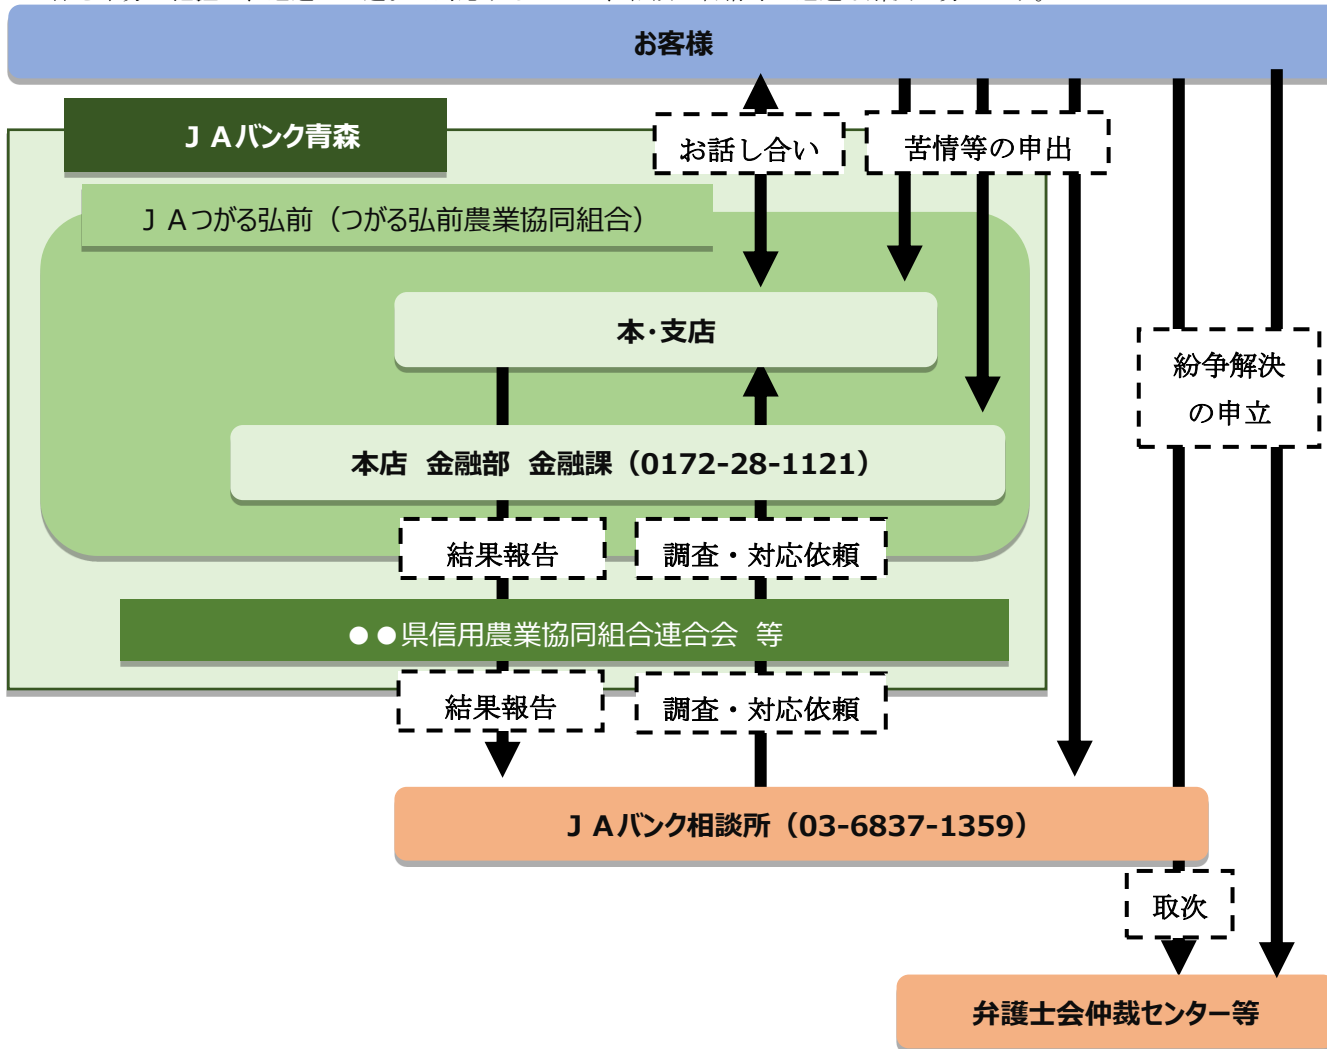 お客様
ＪＡバンク青森
お話し合い
苦情等の申出
ＪＡつがる弘前（つがる弘前農業協同組合）
本・支店
紛争解決
の申立
本店 金融部 金融課（0172-28-1121）
結果報告
調査・対応依頼
●●県信用農業協同組合連合会 等
結果報告
調査・対応依頼
ＪＡバンク相談所（03-6837-1359）
取次
弁護士会仲裁センター等